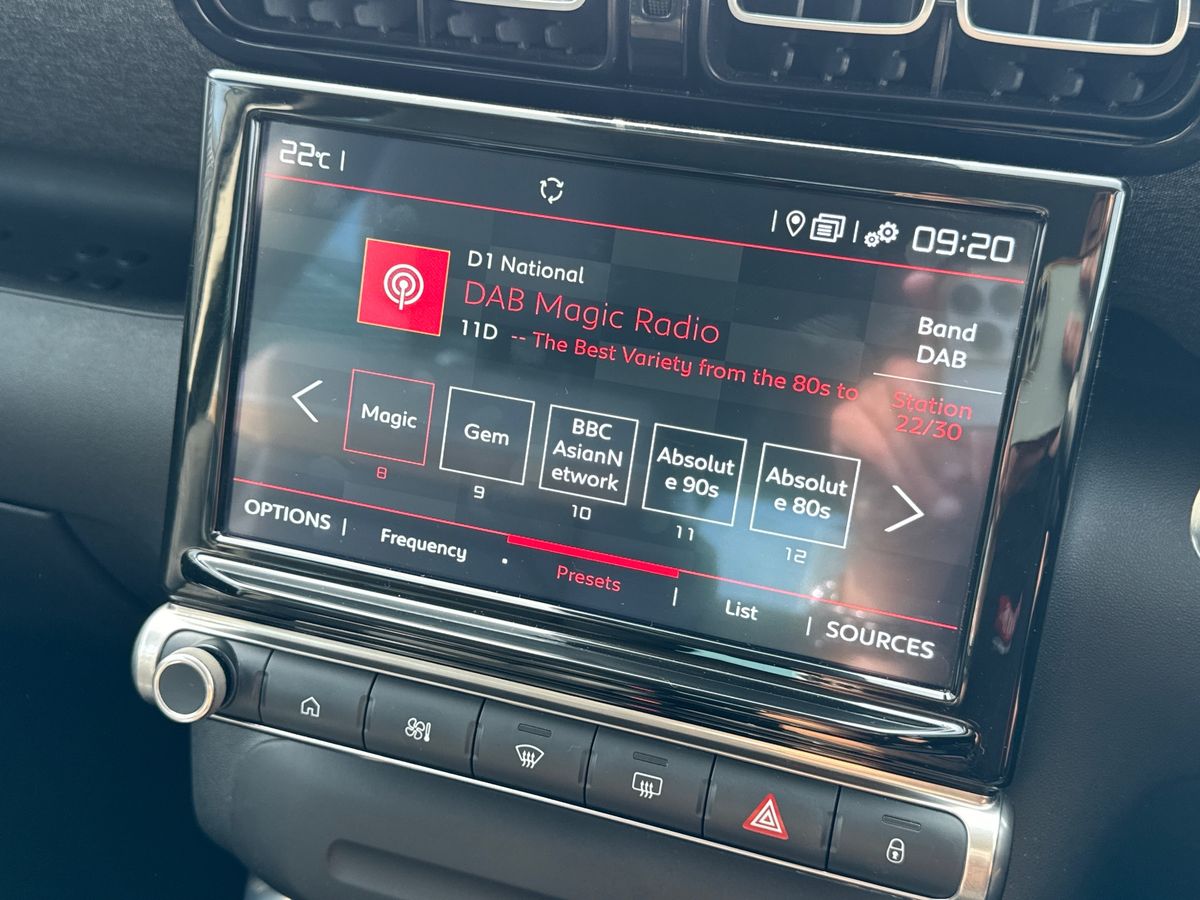 22°C
09:20
D1 National
DAB Magic Radio
11D -- The Best Variety from the 80s to
Band
DAB
Station
22/30
Magic
8
Gem
9
BBC
AsianN
etwork
10
Absolut
e 90s
11
Absolut
e 80s
12
OPTIONS
Frequency
Presets
List
SOURCES